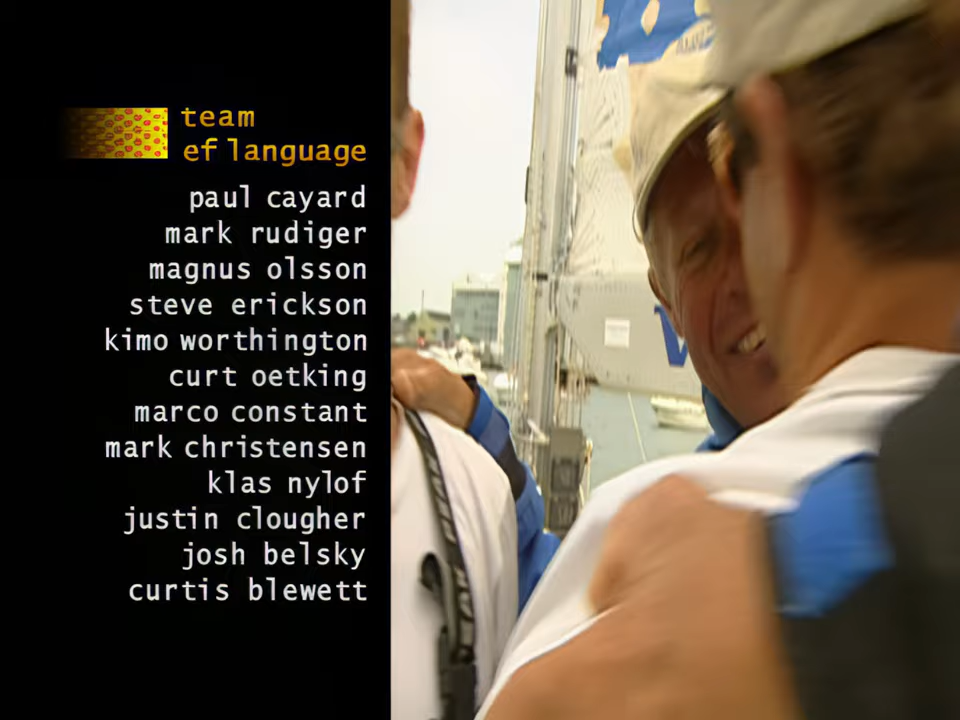 team
ef language
paul cayard
mark rudiger
magnus olsson
steve erickson
kimo worthington
curt oetking
marco constant
mark christensen
klas nylof
justin clougher
josh belsky
curtis blewett